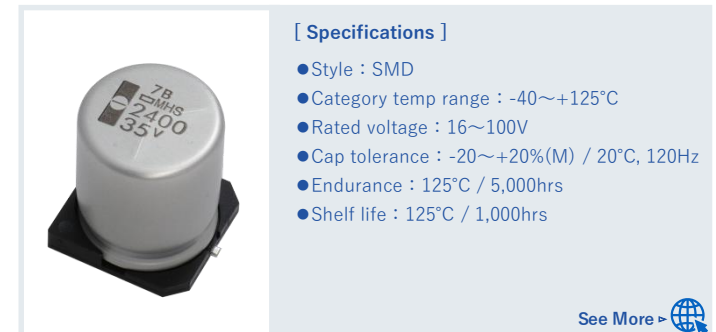 7B
MHS
2400
35V
[ Specifications ]
●Style：SMD
●Category temp range：-40～+125°C
●Rated voltage：16～100V
●Cap tolerance：-20～+20%(M) / 20°C, 120Hz
●Endurance：125°C / 5,000hrs
●Shelf life：125°C / 1,000hrs
See More ▹